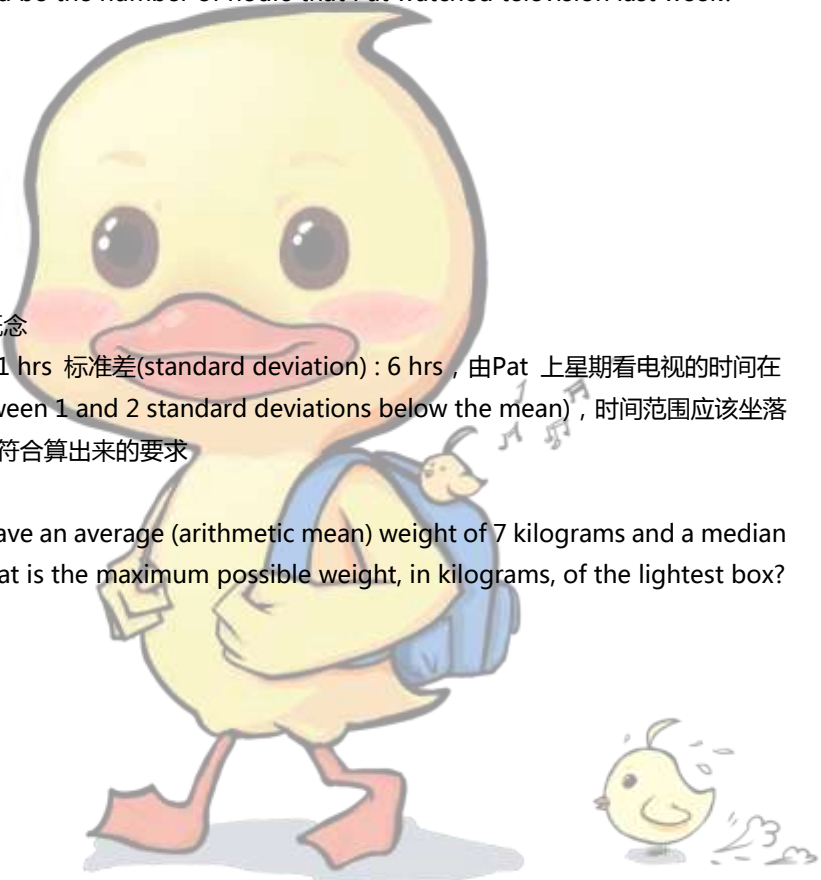 be the number of hours that Pat watched television last week?
念
1 hrs 标准差(standard deviation) : 6 hrs，由Pat 上星期看电视的时间在
ween 1 and 2 standard deviations below the mean)，时间范围应该坐落
符合算出来的要求
ave an average (arithmetic mean) weight of 7 kilograms and a median
at is the maximum possible weight, in kilograms, of the lightest box?